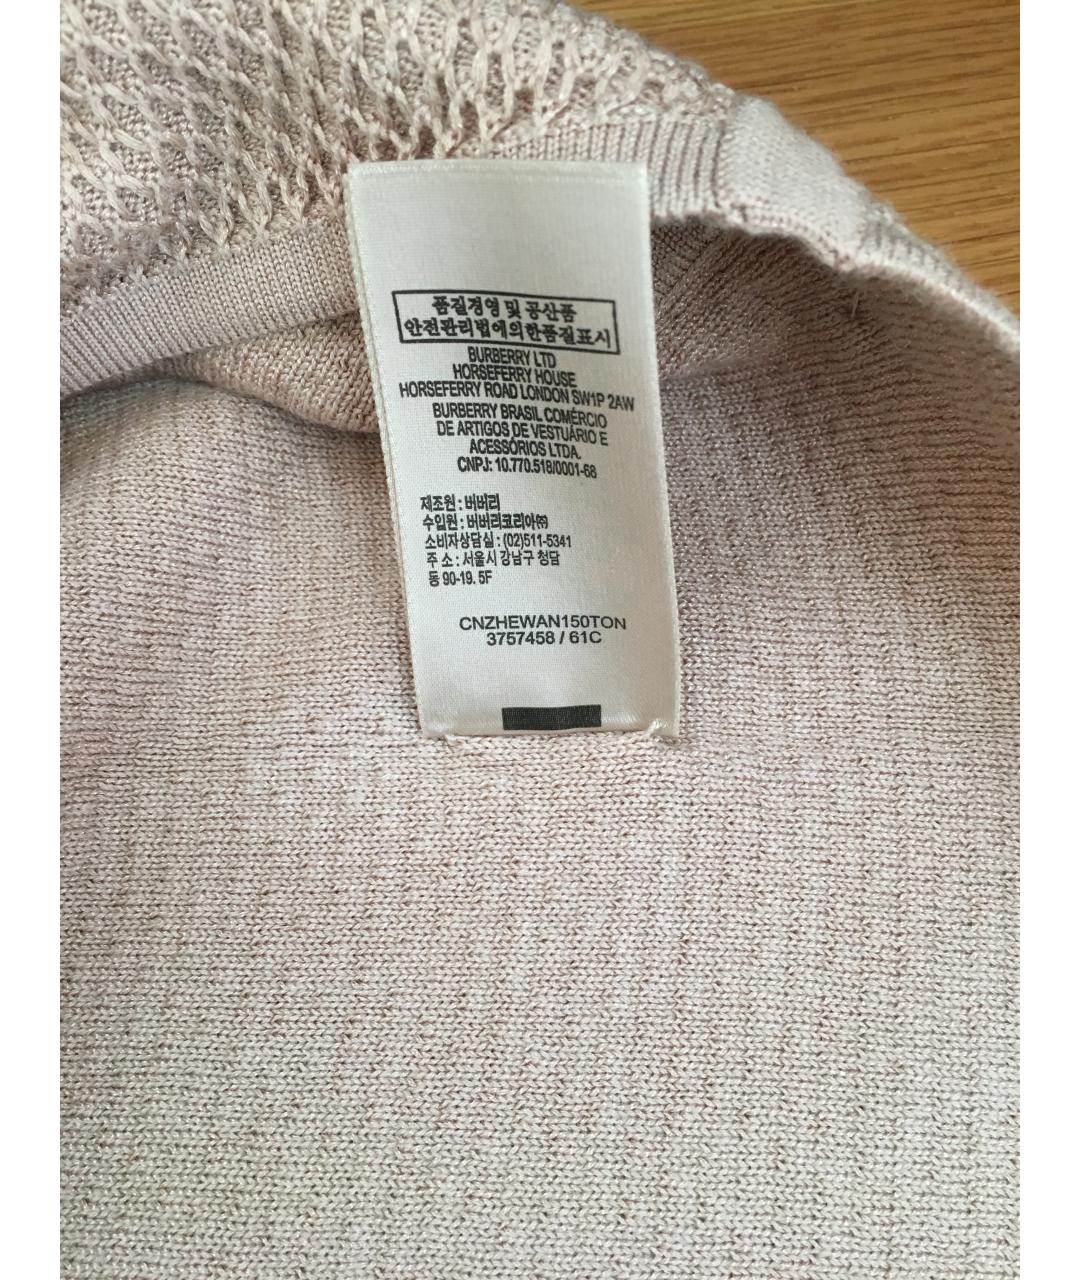 품질경영 및 공산품
안전관리법에의한품질표시
BURBERRY LTD
HORSEFERRY HOUSE
HORSEFERRY ROAD LONDON SW1P 2AW
BURBERRY BRASIL COMÉRCIO
DE ARTIGOS DE VESTUÁRIO E
ACESSÓRIOS LTDA.
CNPJ: 10.770.518/0001-68
제조원 : 버버리
수입원 : 버버리코리아㈜
소비자상담실 : (02)511-5341
주 소 : 서울시 강남구 청담
동 90-19. 5F
CNZHEWAN150TON
3757458 / 61C